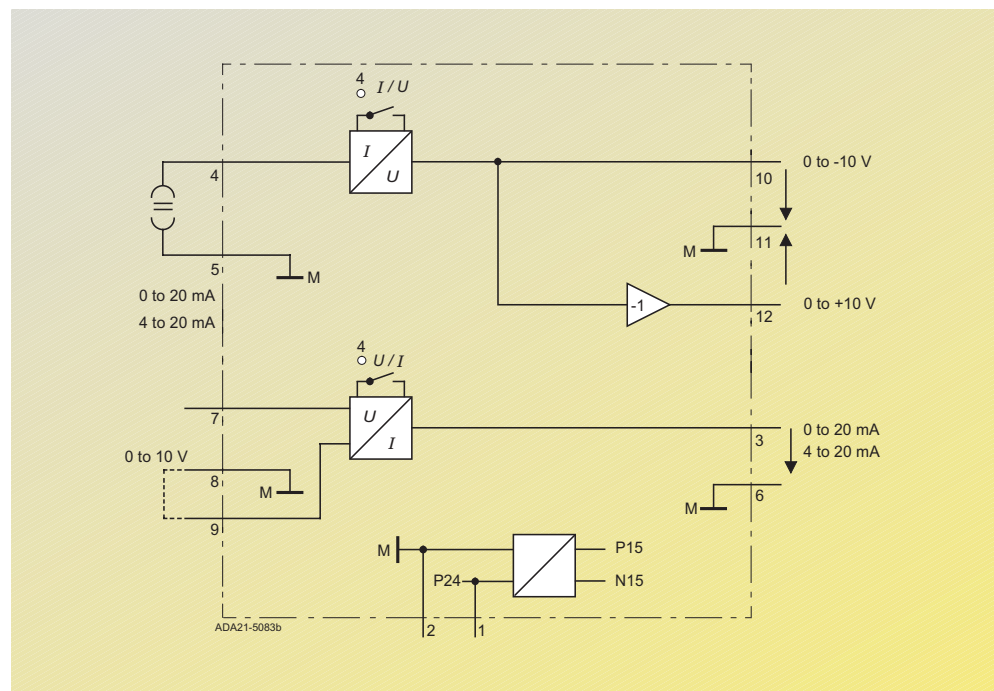 4
I / U
I
U
4
10
0 to -10 V
11
M
5
M
0 to 20 mA
4 to 20 mA
-1
12
0 to +10 V
4
U / I
7
U
I
3
0 to 20 mA
4 to 20 mA
0 to 10 V
8
M
6
M
9
M
P15
P24
N15
ADA21-5083b
2
1